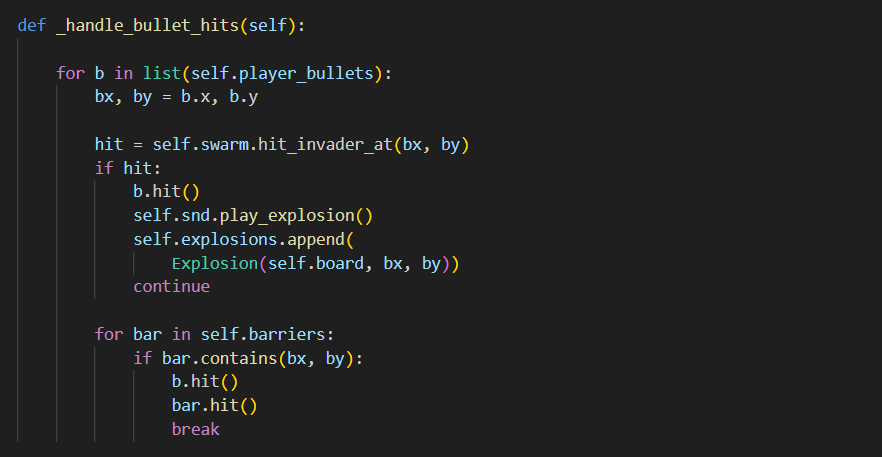 def _handle_bullet_hits(self):

    for b in list(self.player_bullets):
        bx, by = b.x, b.y

        hit = self.swarm.hit_invader_at(bx, by)
        if hit:
            b.hit()
            self.snd.play_explosion()
            self.explosions.append(
                Explosion(self.board, bx, by))
            continue

        for bar in self.barriers:
            if bar.contains(bx, by):
                b.hit()
                bar.hit()
                break